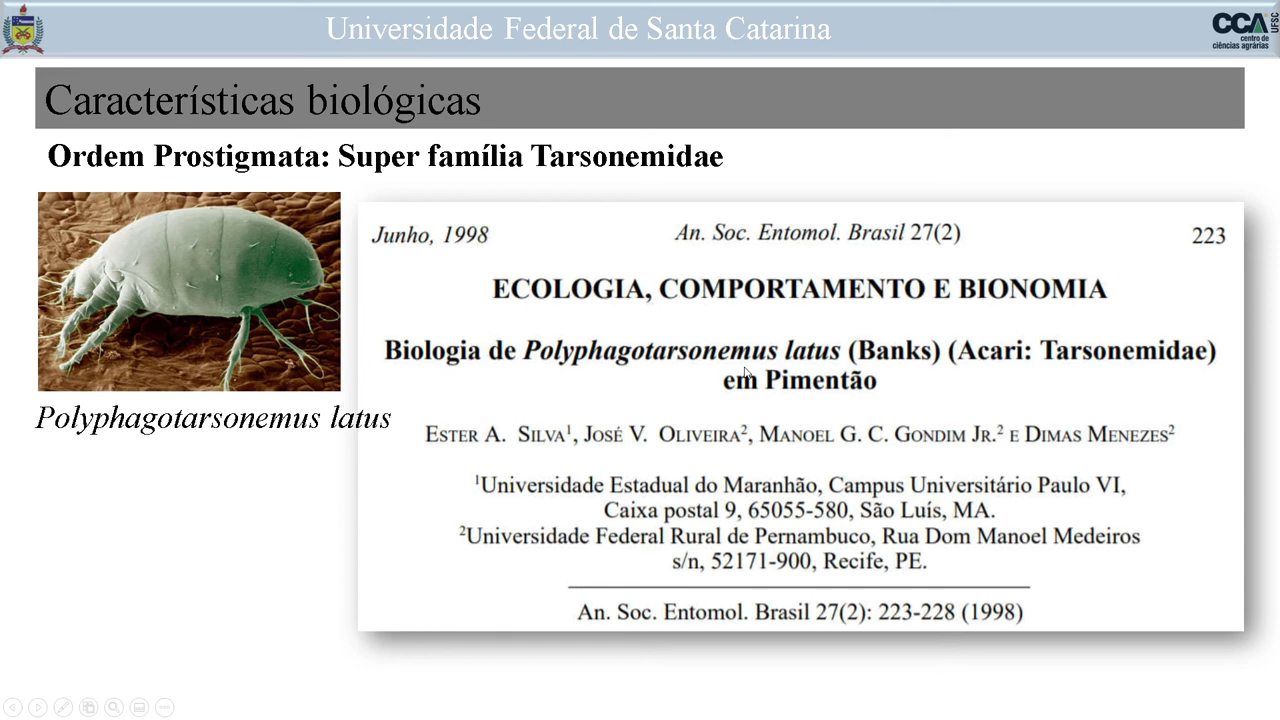 Universidade Federal de Santa Catarina
CCA
UFSC
centro de
ciências agrárias
Características biológicas
Ordem Prostigmata: Super família Tarsonemidae
Polyphagotarsonemus latus
Junho, 1998 An. Soc. Entomol. Brasil 27(2) 223
ECOLOGIA, COMPORTAMENTO E BIONOMIA
Biologia de Polyphagotarsonemus latus (Banks) (Acari: Tarsonemidae)
em Pimentão
Ester A. Silva¹, José V. Oliveira², Manoel G. C. Gondim Jr.² e Dimas Menezes²
¹Universidade Estadual do Maranhão, Campus Universitário Paulo VI,
Caixa postal 9, 65055-580, São Luís, MA.
²Universidade Federal Rural de Pernambuco, Rua Dom Manoel Medeiros
s/n, 52171-900, Recife, PE.
An. Soc. Entomol. Brasil 27(2): 223-228 (1998)